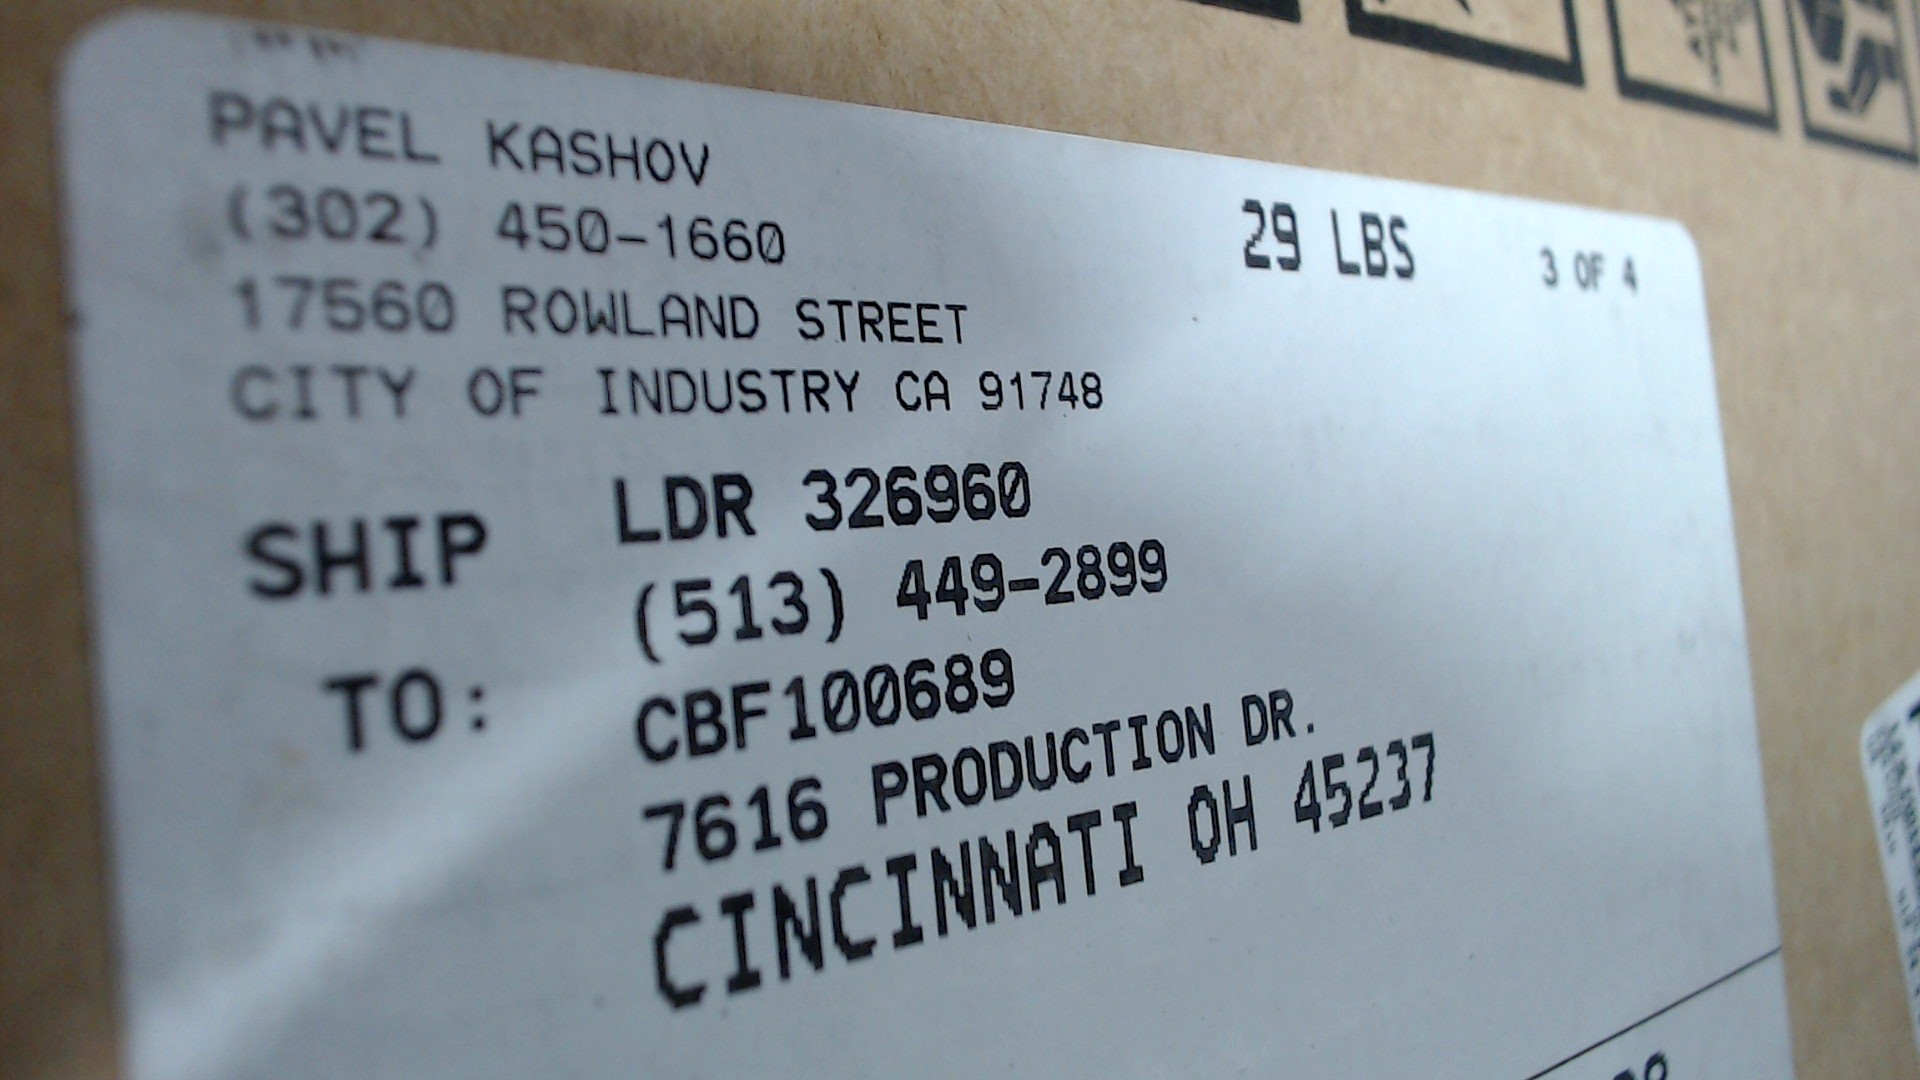 PAVEL KASHOV
(302) 450-1660
17560 ROWLAND STREET
CITY OF INDUSTRY CA 91748
29 LBS
3 OF 4
SHIP TO:
LDR 326960
(513) 449-2899
CBF100689
7616 PRODUCTION DR.
CINCINNATI OH 45237